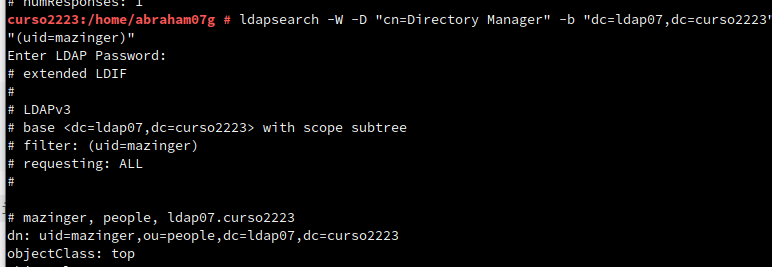 # numResponses: 1
curso2223:/home/abraham07g # ldapsearch -W -D "cn=Directory Manager" -b "dc=ldap07,dc=curso2223"
"(uid=mazinger)"
Enter LDAP Password:
# extended LDIF
#
# LDAPv3
# base <dc=ldap07,dc=curso2223> with scope subtree
# filter: (uid=mazinger)
# requesting: ALL
#
# mazinger, people, ldap07.curso2223
dn: uid=mazinger,ou=people,dc=ldap07,dc=curso2223
objectClass: top